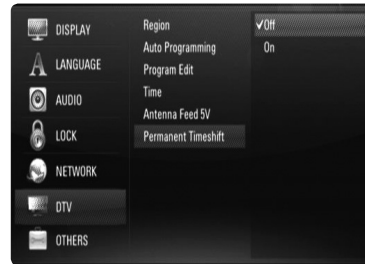 DISPLAY
LANGUAGE
AUDIO
LOCK
NETWORK
DTV
OTHERS
Region
Auto Programming
Program Edit
Time
Antenna Feed 5V
Permanent Timeshift
✓Off
On